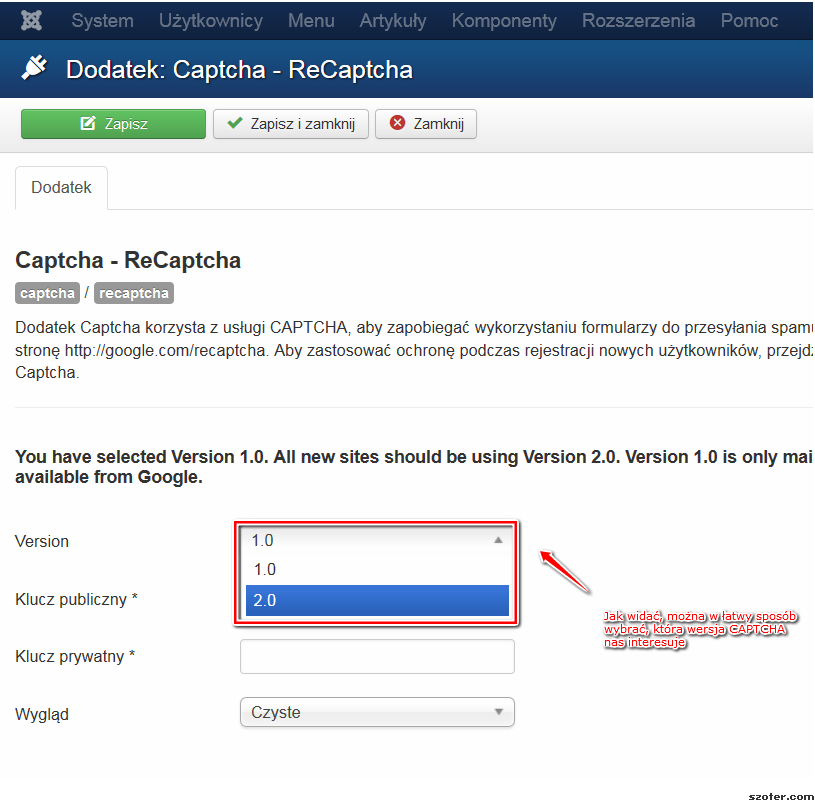 System Użytkownicy Menu Artykuły Komponenty Rozszerzenia Pomoc
Dodatek: Captcha - ReCaptcha
Zapisz Zapisz i zamknij Zamknij
Dodatek
Captcha - ReCaptcha
captcha / recaptcha
Dodatek Captcha korzysta z usługi CAPTCHA, aby zapobiegać wykorzystaniu formularzy do przesyłania spamu
stronę http://google.com/recaptcha. Aby zastosować ochronę podczas rejestracji nowych użytkowników, przejdź
Captcha.
You have selected Version 1.0. All new sites should be using Version 2.0. Version 1.0 is only mai
available from Google.
Version 1.0
1.0
Klucz publiczny * 2.0
Jak widać, można w łatwy sposób
wybrać, która wersja CAPTCHA
nas interesuje
Klucz prywatny *
Wygląd Czyste
szoter.com